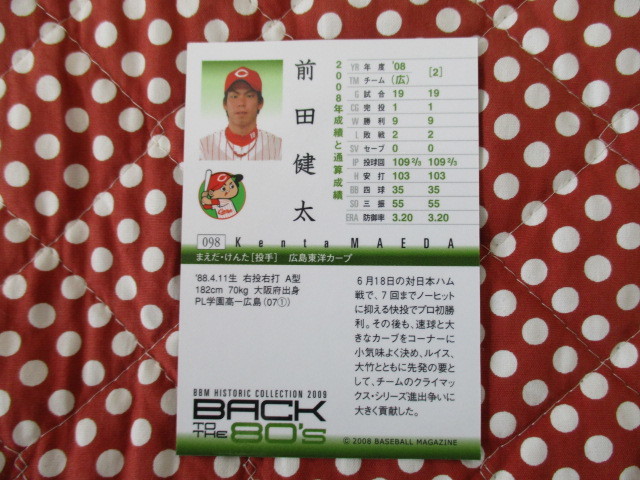 前田健太
2008年成績と通算成績
YR 年度 '08 [2]
TM チーム (広)
G 試合 19 19
CG 完投 1 1
W 勝利 9 9
L 敗戦 2 2
SV セーブ 0 0
IP 投球回 109 2/3 109 2/3
H 安打 103 103
BB 四球 35 35
SO 三振 55 55
ERA 防御率 3.20 3.20
098 Kenta MAEDA
まえだ・けんた[投手] 広島東洋カープ
'88.4.11生 右投右打 A型
182cm 70kg 大阪府出身
PL学園高ー広島(07①)
6月18日の対日本ハム
戦で、7回までノーヒット
に抑える快投でプロ初勝
利。その後も、速球と大
きなカーブをコーナーに
小気味よく決め、ルイス、
大竹とともに先発の要と
して、チームのクライマッ
クス・シリーズ進出争いに
大きく貢献した。
BBM HISTORIC COLLECTION 2009
BACK
TO THE 80's
© 2008 BASEBALL MAGAZINE